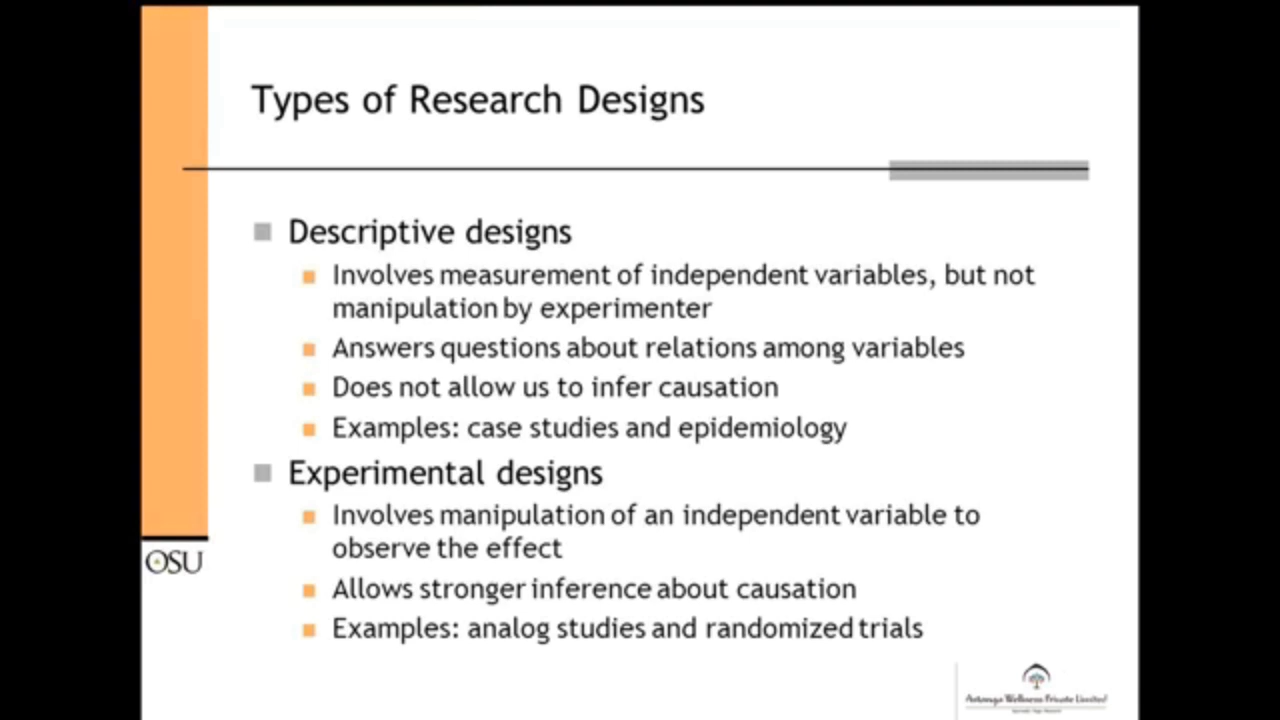 Types of Research Designs
Descriptive designs
Involves measurement of independent variables, but not
manipulation by experimenter
Answers questions about relations among variables
Does not allow us to infer causation
Examples: case studies and epidemiology
Experimental designs
Involves manipulation of an independent variable to
observe the effect
OSU
Allows stronger inference about causation
Examples: analog studies and randomized trials
Wellness Private Limited